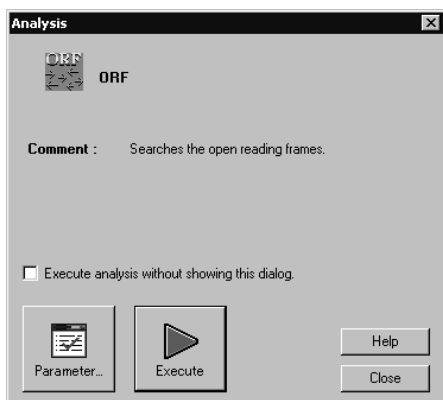 Analysis
ORF
ORF
Comment : Searches the open reading frames.
Execute analysis without showing this dialog.
Parameter...
Execute
Help
Close